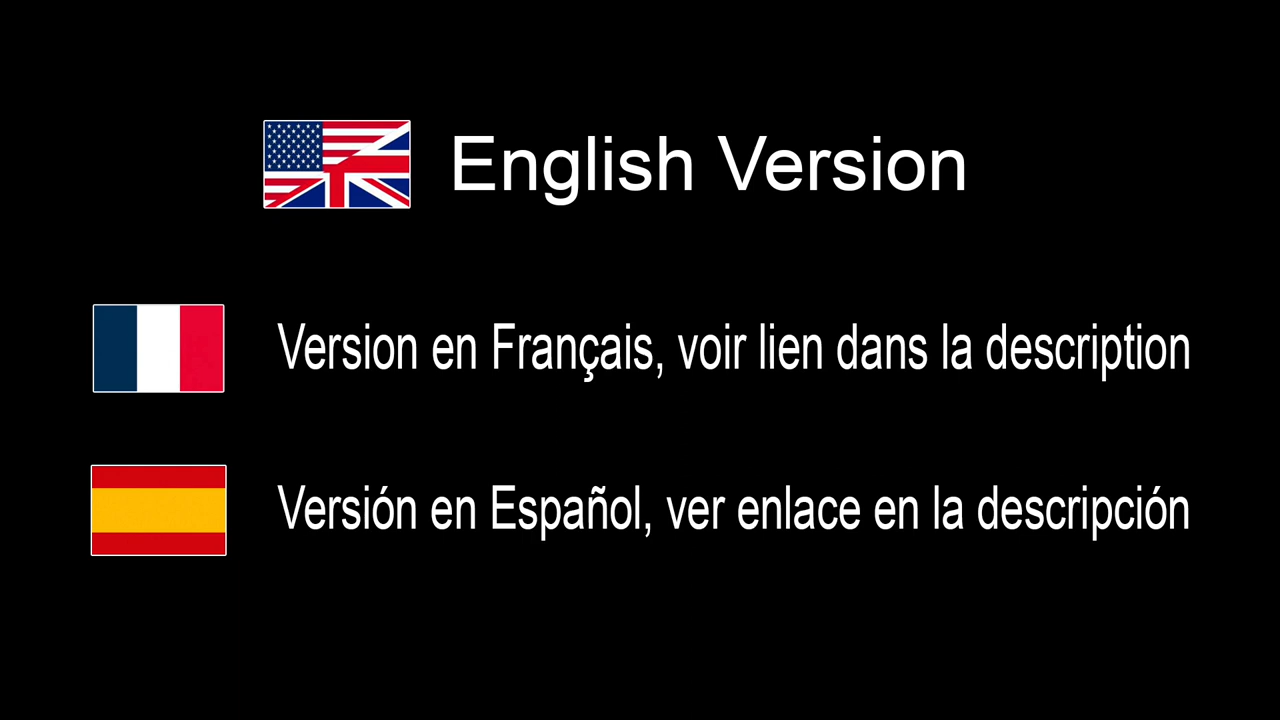 English Version
Version en Français, voir lien dans la description
Versión en Español, ver enlace en la descripción